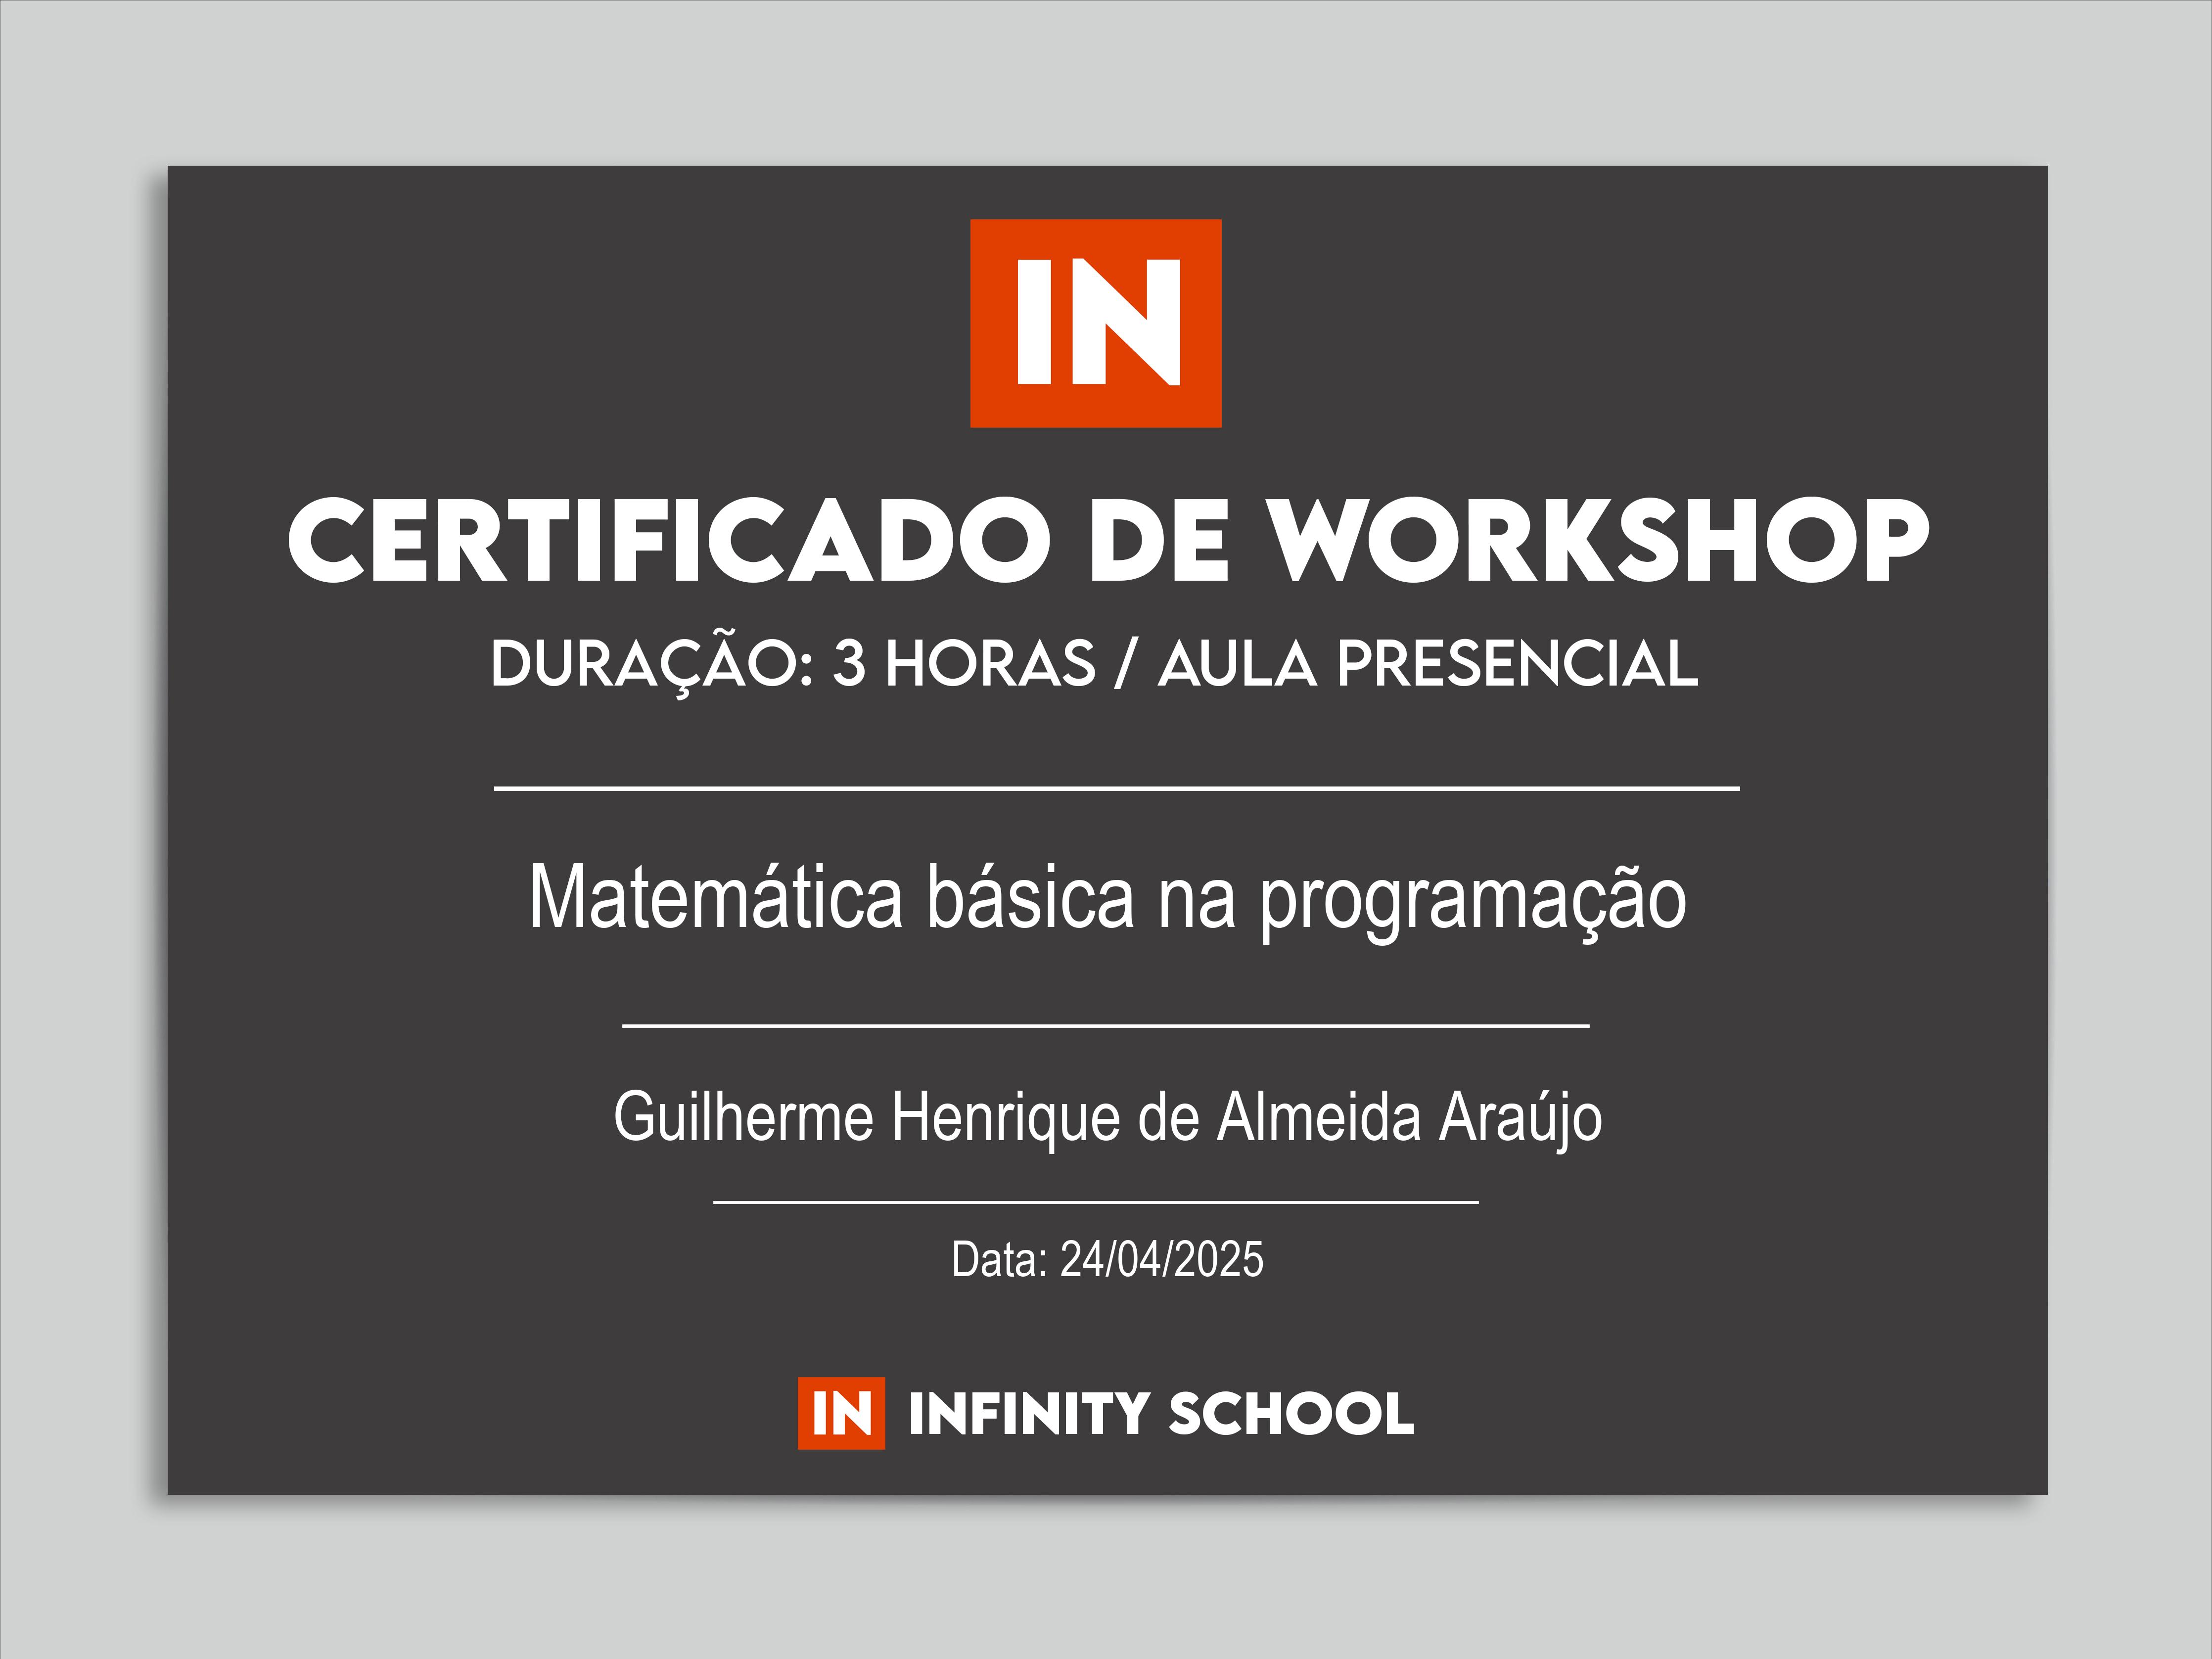 IN
CERTIFICADO DE WORKSHOP
DURAÇÃO: 3 HORAS / AULA PRESENCIAL
Matemática básica na programação
Guilherme Henrique de Almeida Araújo
Data: 24/04/2025
IN INFINITY SCHOOL